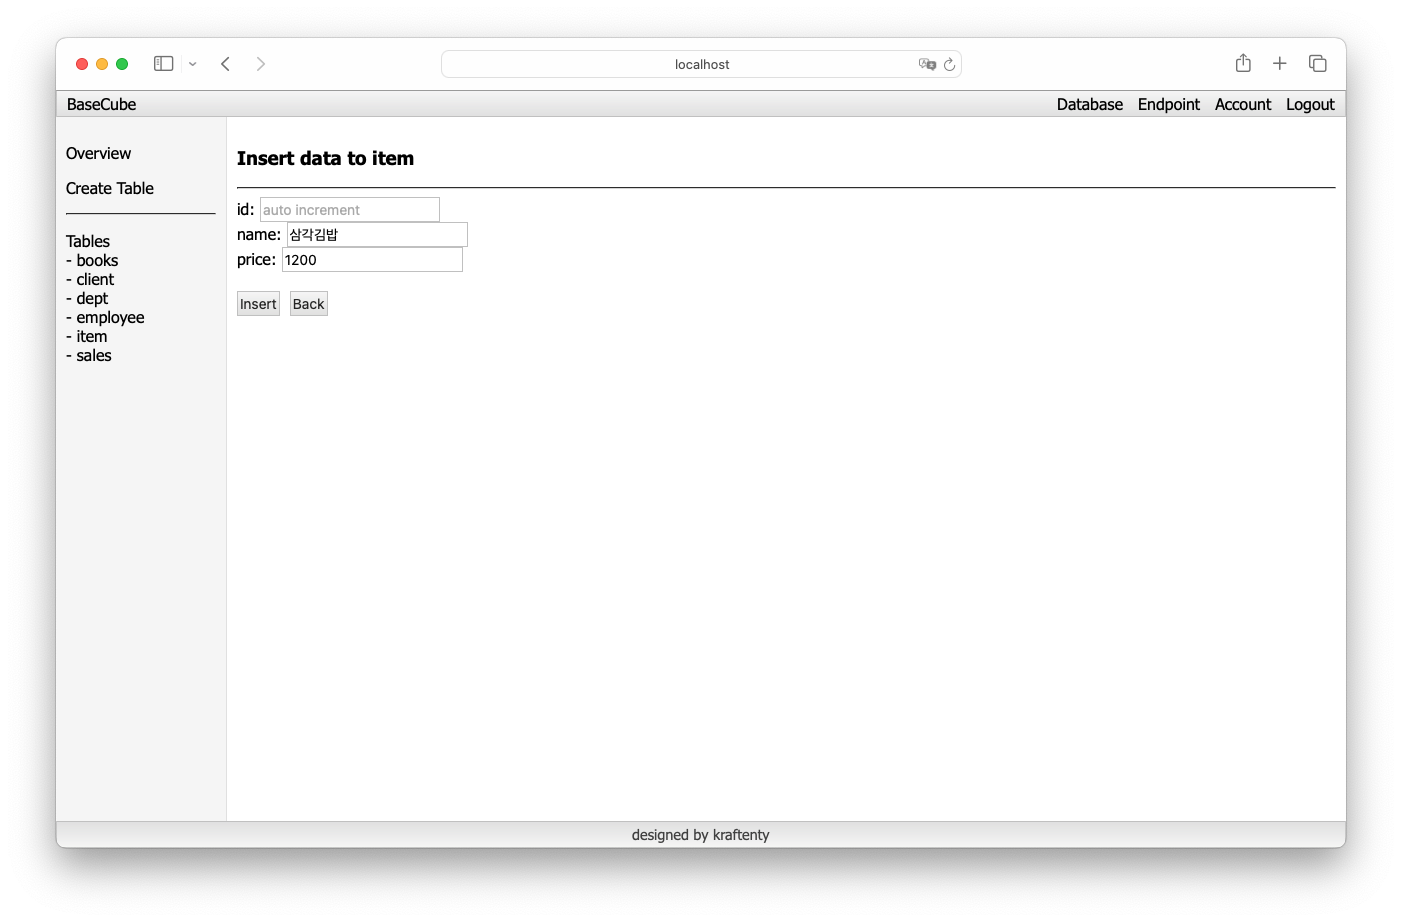 localhost
BaseCube
Database Endpoint Account Logout
Overview
Create Table
Tables
- books
- client
- dept
- employee
- item
- sales
Insert data to item
id: auto increment
name: 삼각김밥
price: 1200
Insert Back
designed by kraftenty